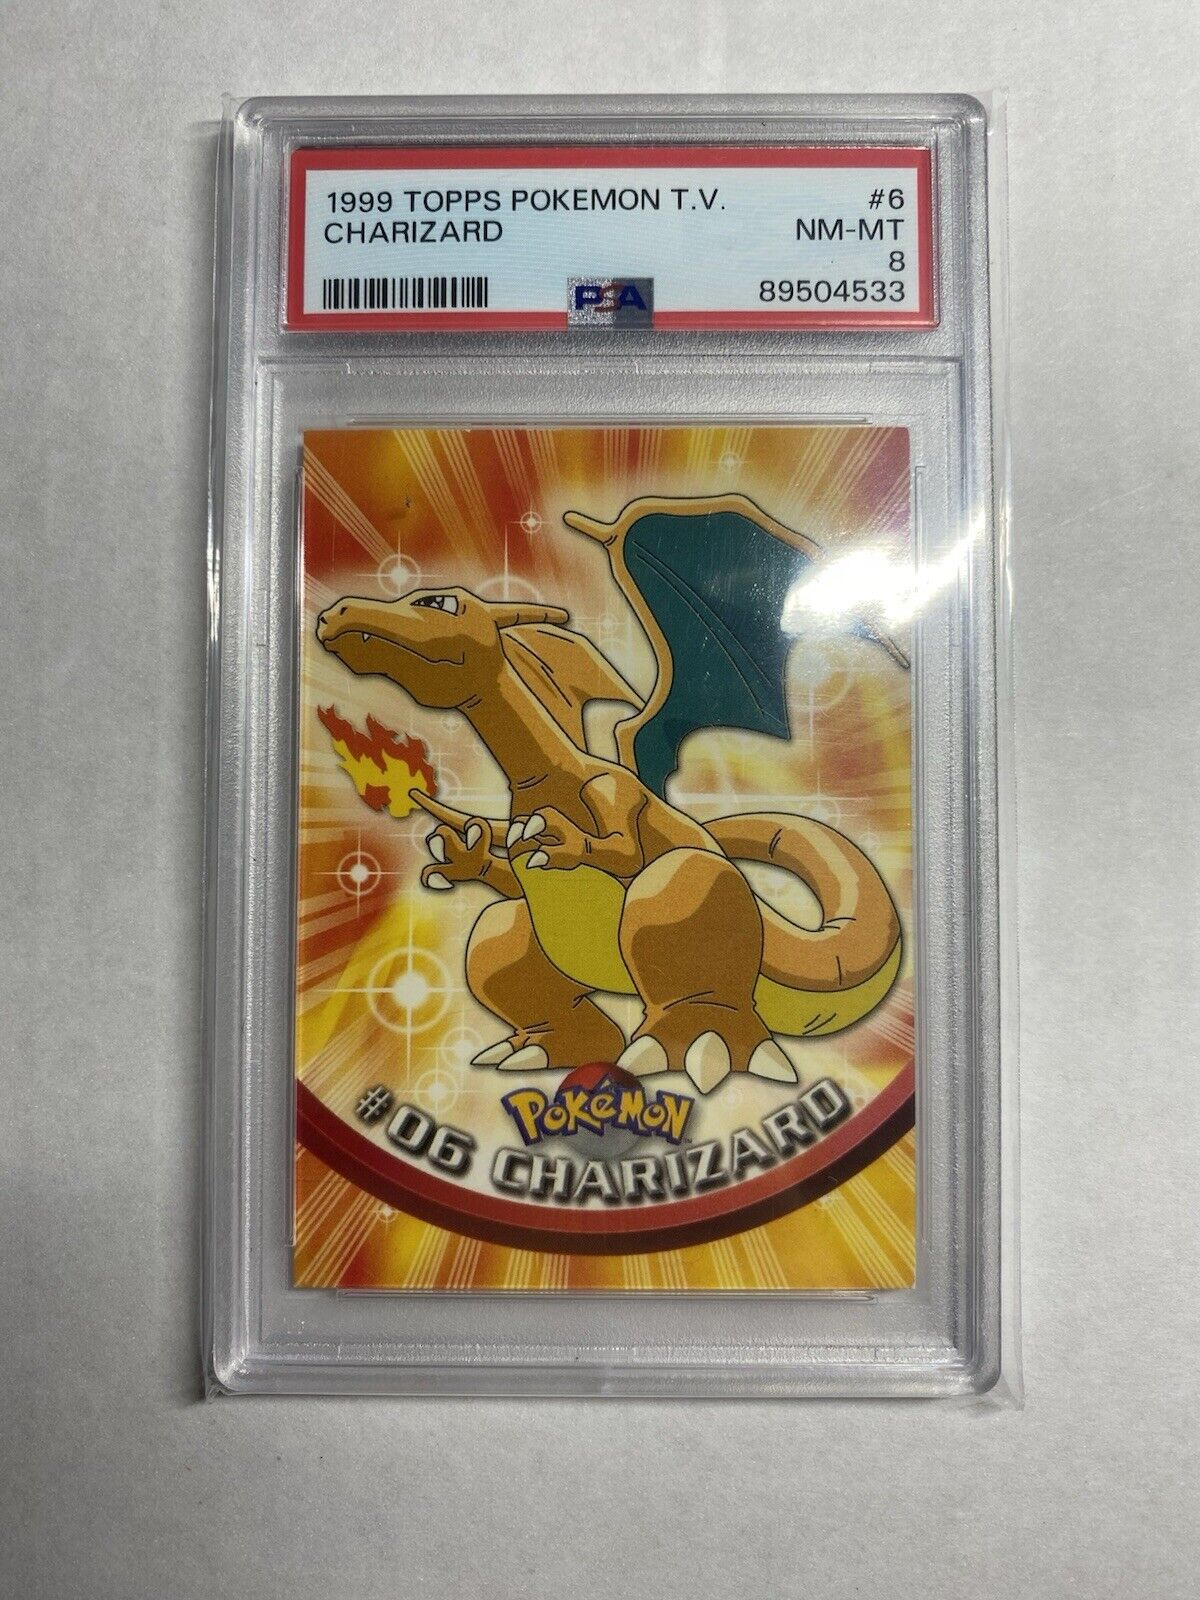 1999 TOPPS POKEMON T.V. #6
CHARIZARD NM-MT
8
PSA 89504533
POKéMON
#06 CHARIZARD